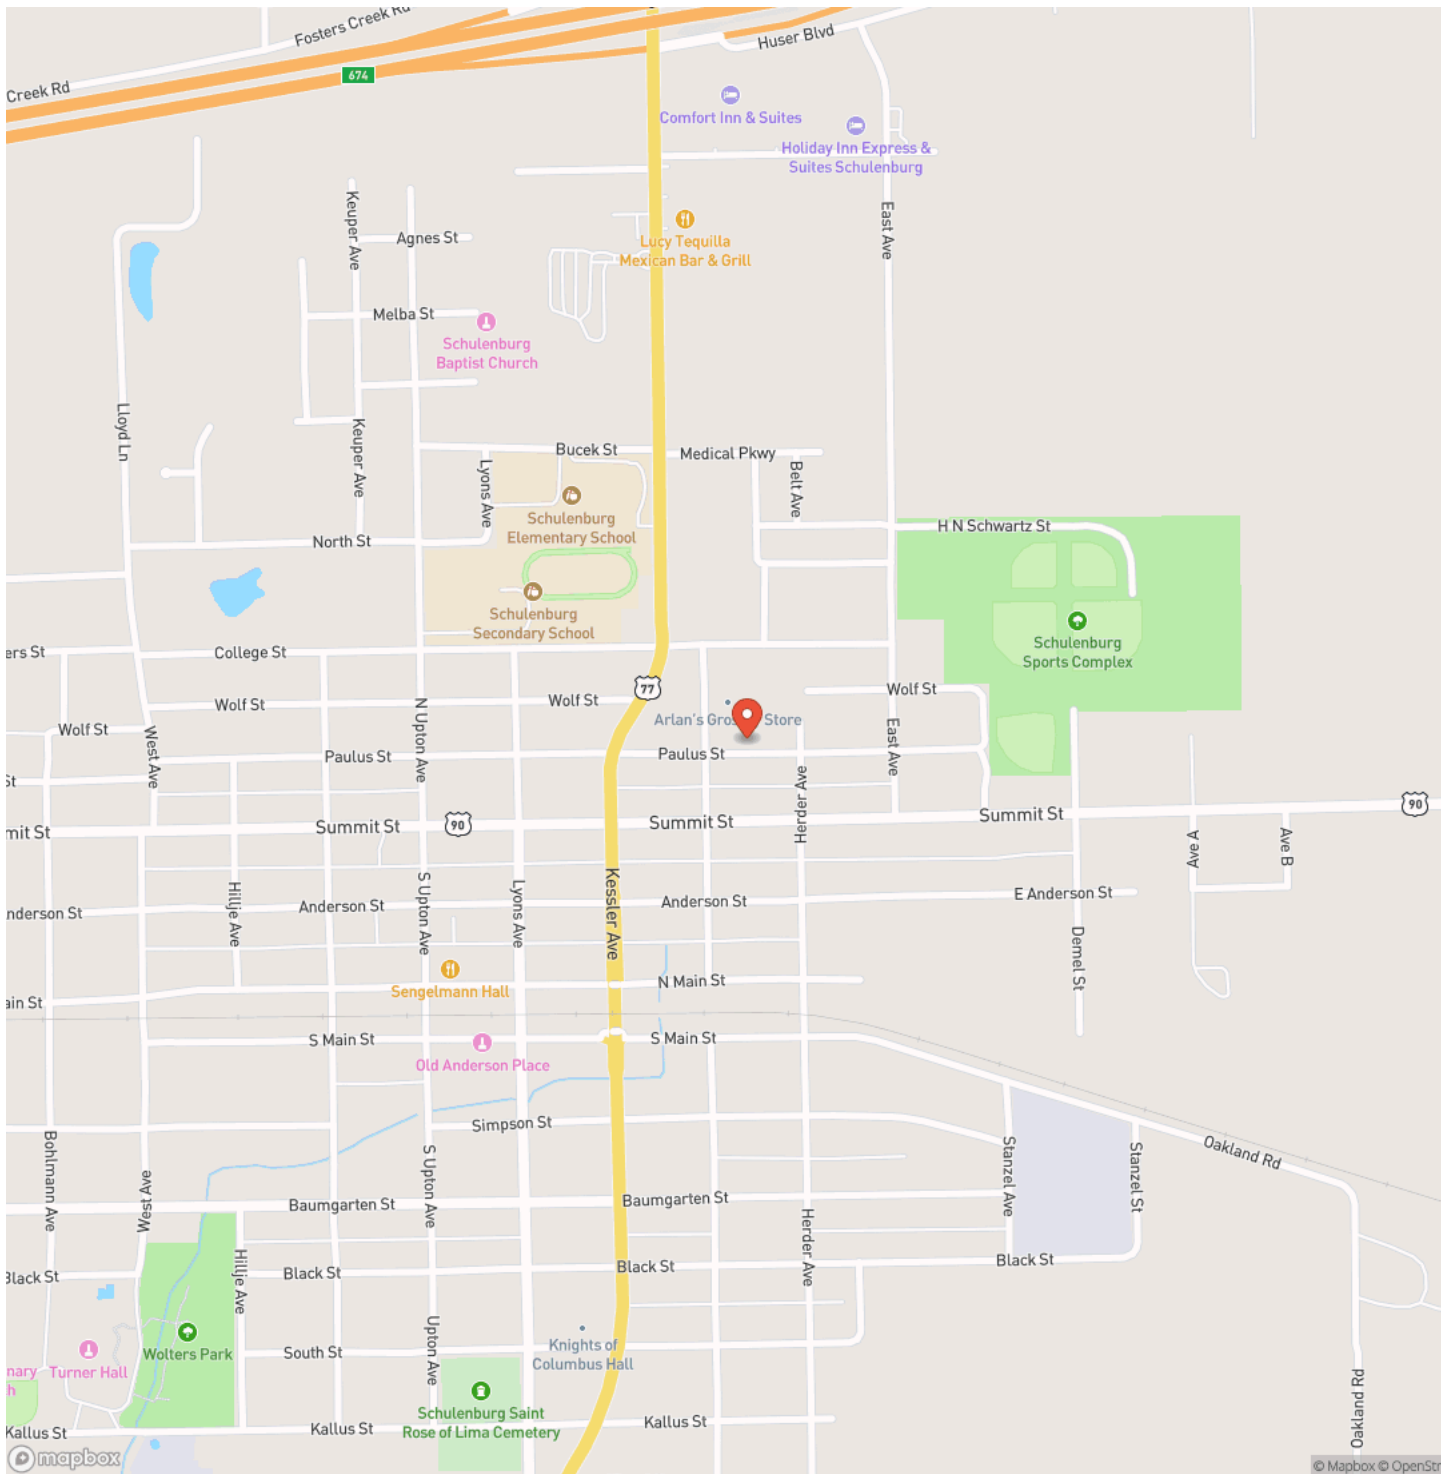 Fosters Creek Rd
Huser Blvd
674
Creek Rd
Comfort Inn & Suites
Holiday Inn Express &
Suites Schulenburg
Keuper Ave
East Ave
Agnes St
Lucy Tequilla
Mexican Bar & Grill
Melba St
Schulenburg
Baptist Church
Lloyd Ln
Keuper Ave
Bucek St
Medical Pkwy
Lyons Ave
Belt Ave
Schulenburg
Elementary School
H N Schwartz St
North St
Schulenburg
Secondary School
Schulenburg
Sports Complex
ers St
College St
77
Wolf St
Wolf St
Wolf St
Wolf St
N Upton Ave
West Ave
Arlan's Gro
Store
East Ave
Paulus St
Paulus St
St
Herder Ave
90
mit St
Summit St
90
Summit St
Summit St
Ave A
Ave B
Hillje Ave
S Upton Ave
Lyons Ave
Kessler Ave
nderson St
Anderson St
Anderson St
E Anderson St
Demel St
Sengelmann Hall
N Main St
ain St
S Main St
S Main St
Old Anderson Place
Simpson St
Bohlmann Ave
West Ave
S Upton Ave
Stanzel Ave
Stanzel St
Oakland Rd
Baumgarten St
Baumgarten St
Herder Ave
Hillje Ave
Black St
Black St
Black St
Black St
Wolters Park
Upton Ave
Knights of
Columbus Hall
South St
nary
h
Turner Hall
Oakland Rd
Schulenburg Saint
Rose of Lima Cemetery
Kallus St
Kallus St
Kallus St
mapbox
© Mapbox © OpenStr